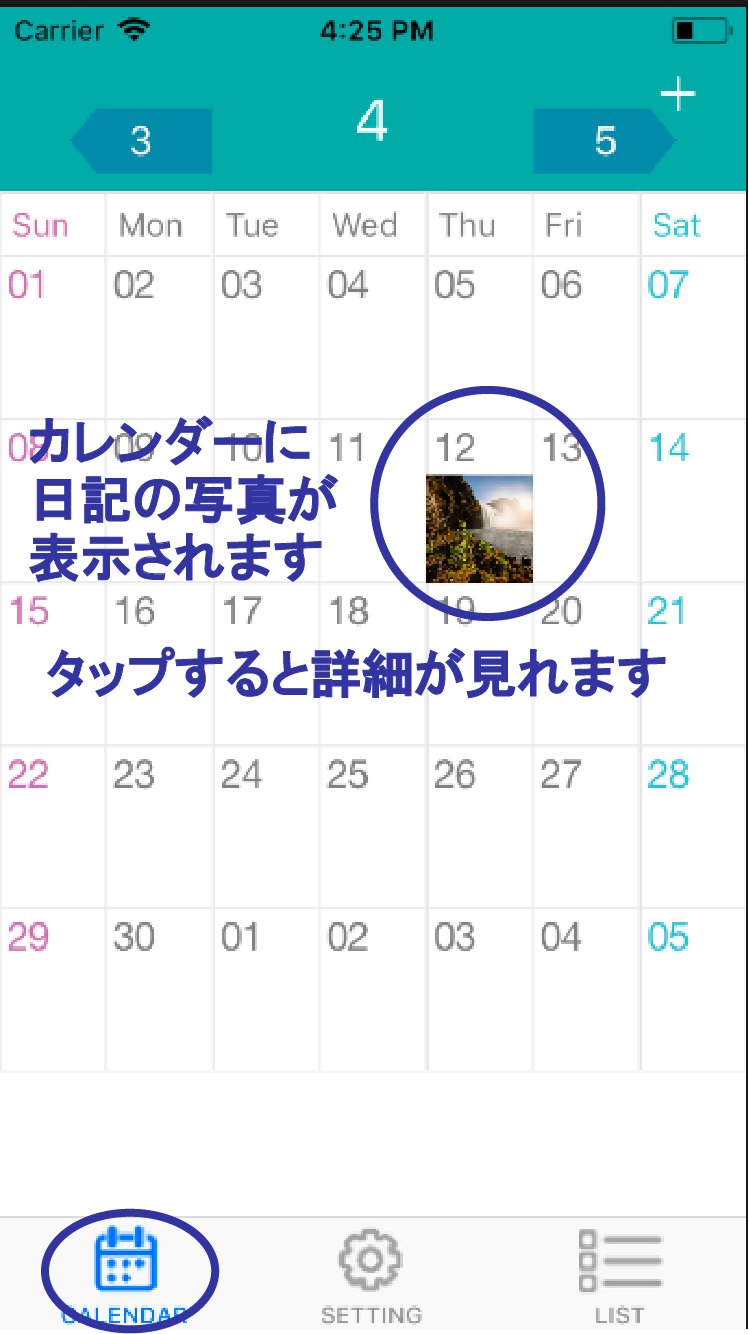 Carrier 4:25 PM
3 4 5 +
Sun Mon Tue Wed Thu Fri Sat
01 02 03 04 05 06 07
08 09 10 11 12 13 14
カレンダーに
日記の写真が
表示されます
15 16 17 18 19 20 21
タップすると詳細が見れます
22 23 24 25 26 27 28
29 30 01 02 03 04 05
CALENDAR SETTING LIST